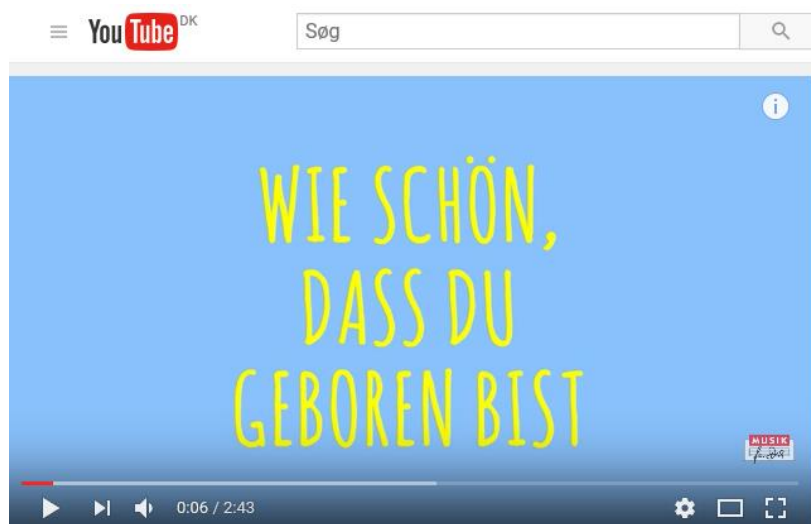 YouTube DK
Søg
WIE SCHÖN,
DASS DU
GEBOREN BIST
MUSIK
0:06 / 2:43